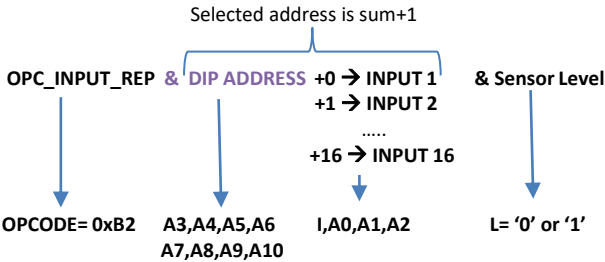 Selected address is sum+1
OPC_INPUT_REP & DIP ADDRESS +0 → INPUT 1 & Sensor Level
+1 → INPUT 2
.....
+16 → INPUT 16
OPCODE= 0xB2 A3,A4,A5,A6 I,A0,A1,A2 L= ‘0’ or ‘1’
A7,A8,A9,A10